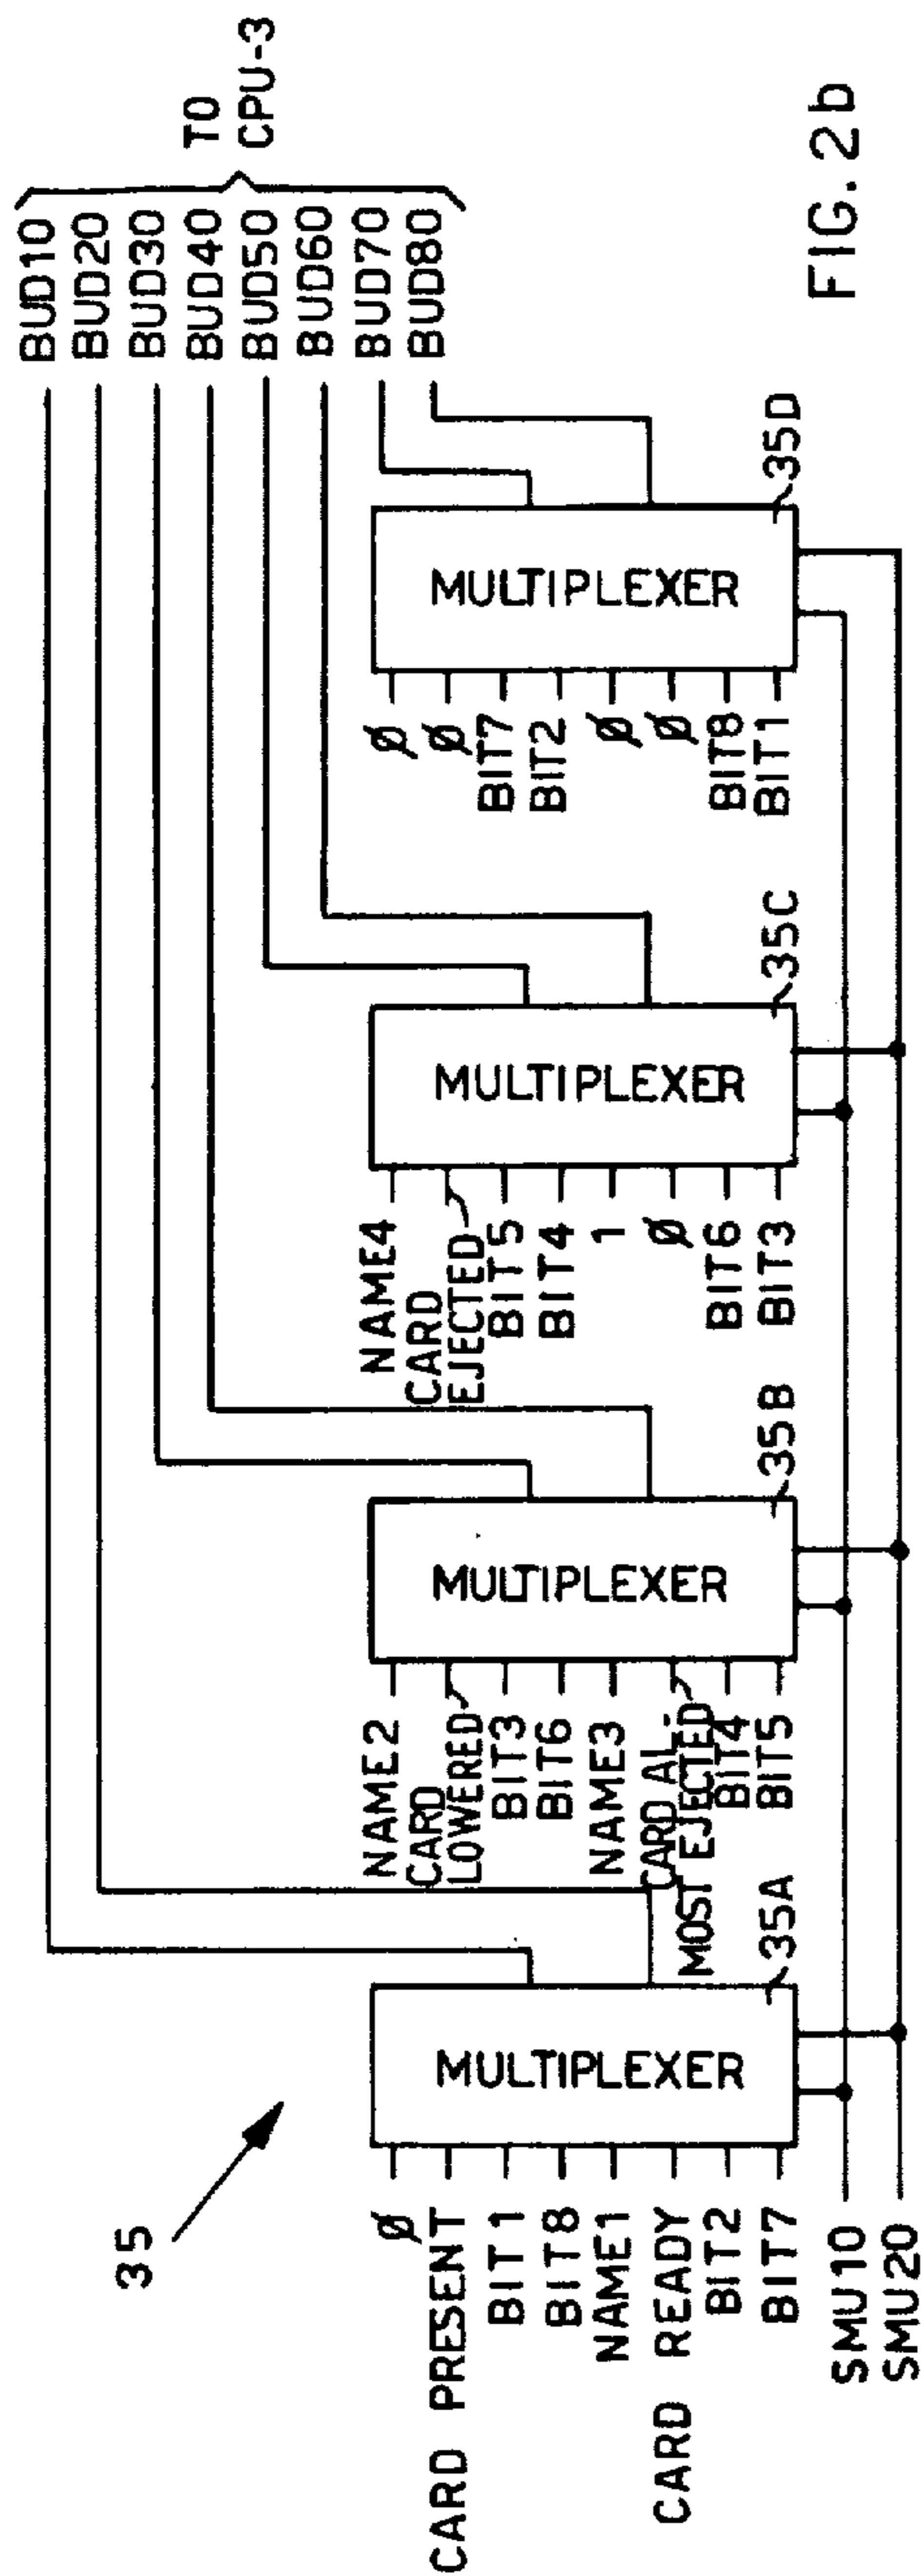 BUD10
BUD20
BUD30
BUD40
BUD50
BUD60
BUD70
BUD80
TO
CPU-3
35
MULTIPLEXER
35A
Ø
CARD PRESENT
BIT1
BIT8
NAME1
CARD READY
BIT2
BIT7
MULTIPLEXER
35B
NAME2
CARD
LOWERED
BIT3
BIT6
NAME3
CARD AL-
MOST EJECTED
BIT4
BIT5
MULTIPLEXER
35C
NAME4
CARD
EJECTED
BIT5
BIT4
1
Ø
BIT6
BIT3
MULTIPLEXER
35D
Ø
Ø
BIT7
BIT2
Ø
Ø
BIT8
BIT1
SMU10
SMU20
FIG. 2b